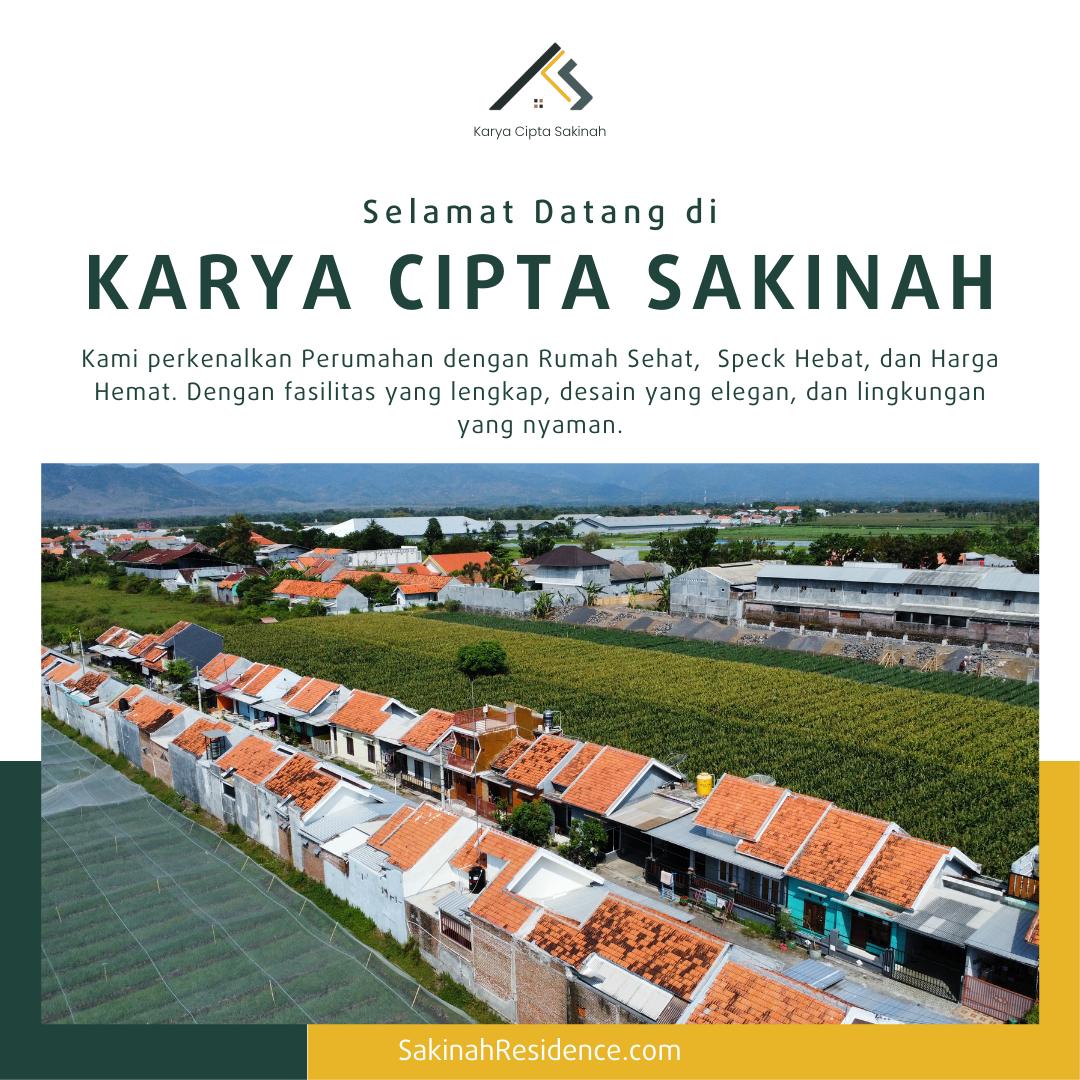 Karya Cipta Sakinah
Selamat Datang di
KARYA CIPTA SAKINAH
Kami perkenalkan Perumahan dengan Rumah Sehat,  Speck Hebat, dan Harga
Hemat. Dengan fasilitas yang lengkap, desain yang elegan, dan lingkungan
yang nyaman.
SakinahResidence.com